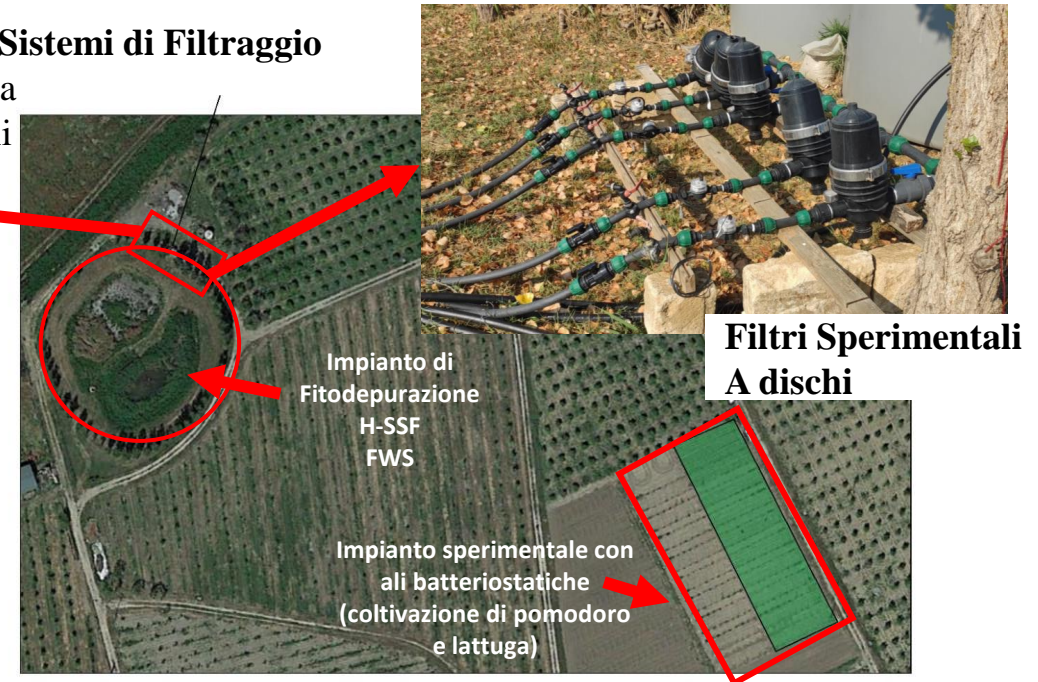 Sistemi di Filtraggio
a
i
Impianto di
Fitodepurazione
H-SSF
FWS
Filtri Sperimentali
A dischi
Impianto sperimentale con
ali batteriostatiche
(coltivazione di pomodoro
e lattuga)